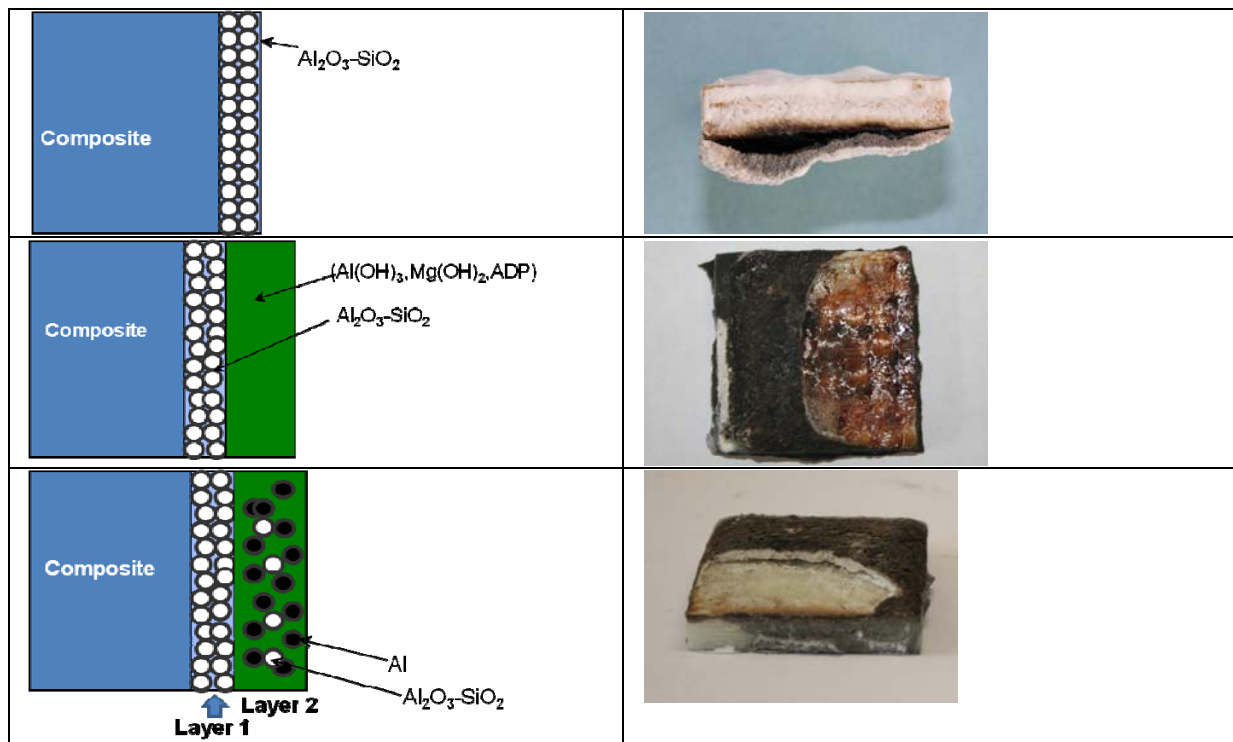 Composite
Al₂O₃–SiO₂
(Al(OH)₃,Mg(OH)₂,ADP)
Al₂O₃–SiO₂
Composite
Composite
Al
Al₂O₃–SiO₂
Layer 2
Layer 1